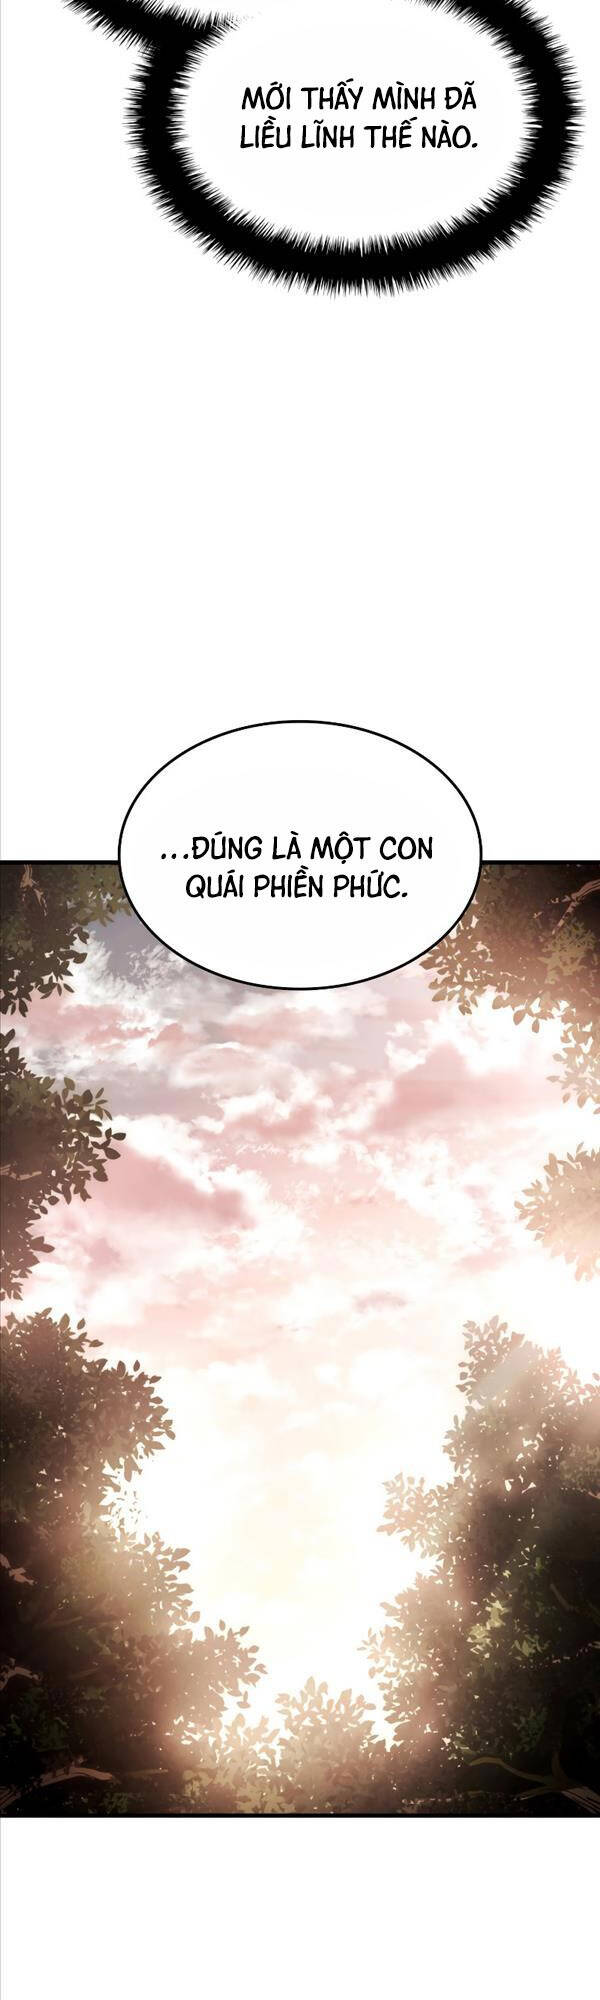 MỚI THẤY MÌNH ĐÃ
LIỀU LĨNH THẾ NÀO.
...ĐÚNG LÀ MỘT CON
QUÁI PHIỀN PHỨC.